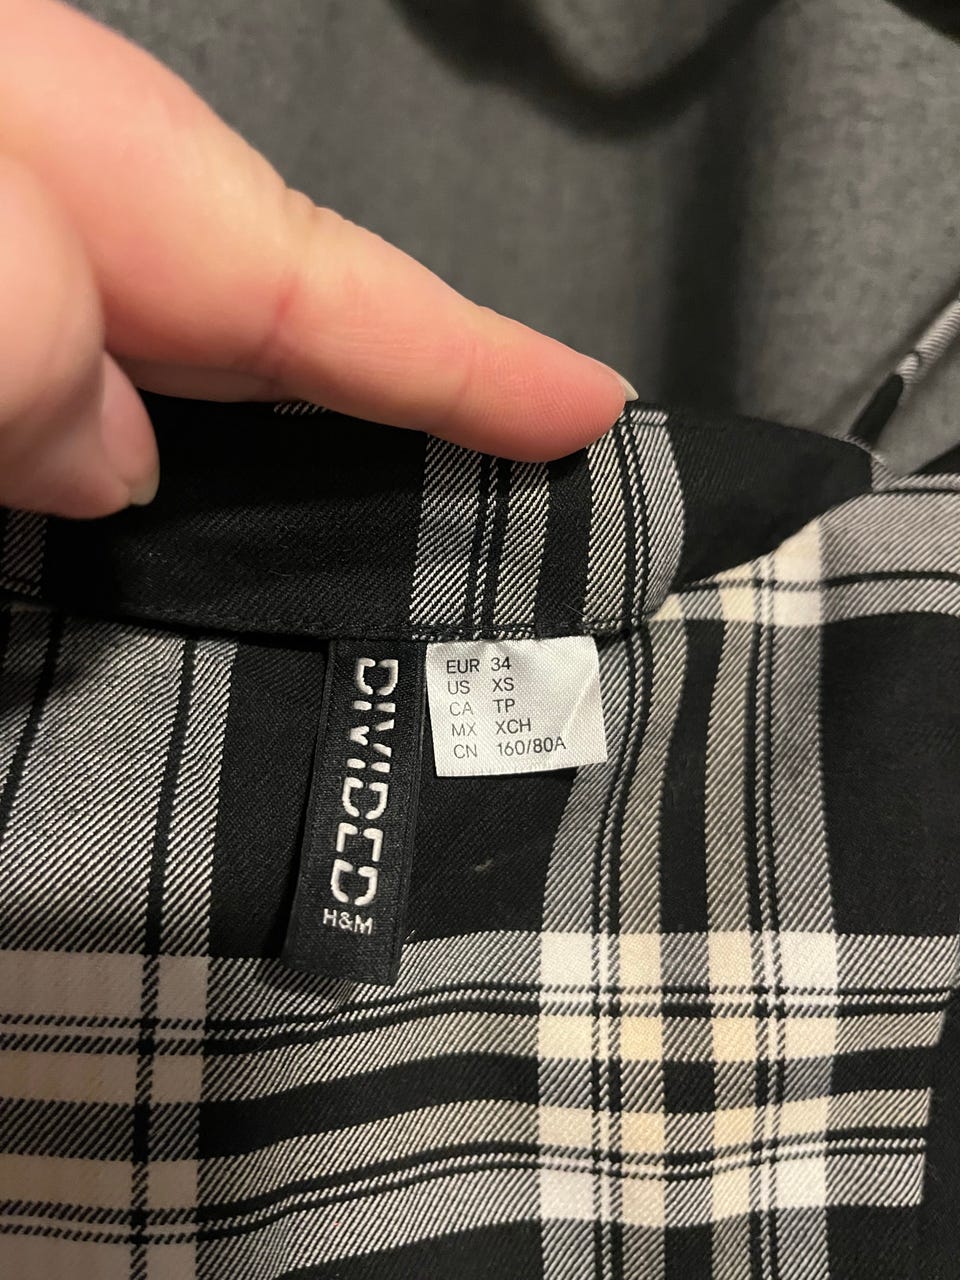 DIVIDED
H&M
EUR 34
US XS
CA TP
MX XCH
CN 160/80A